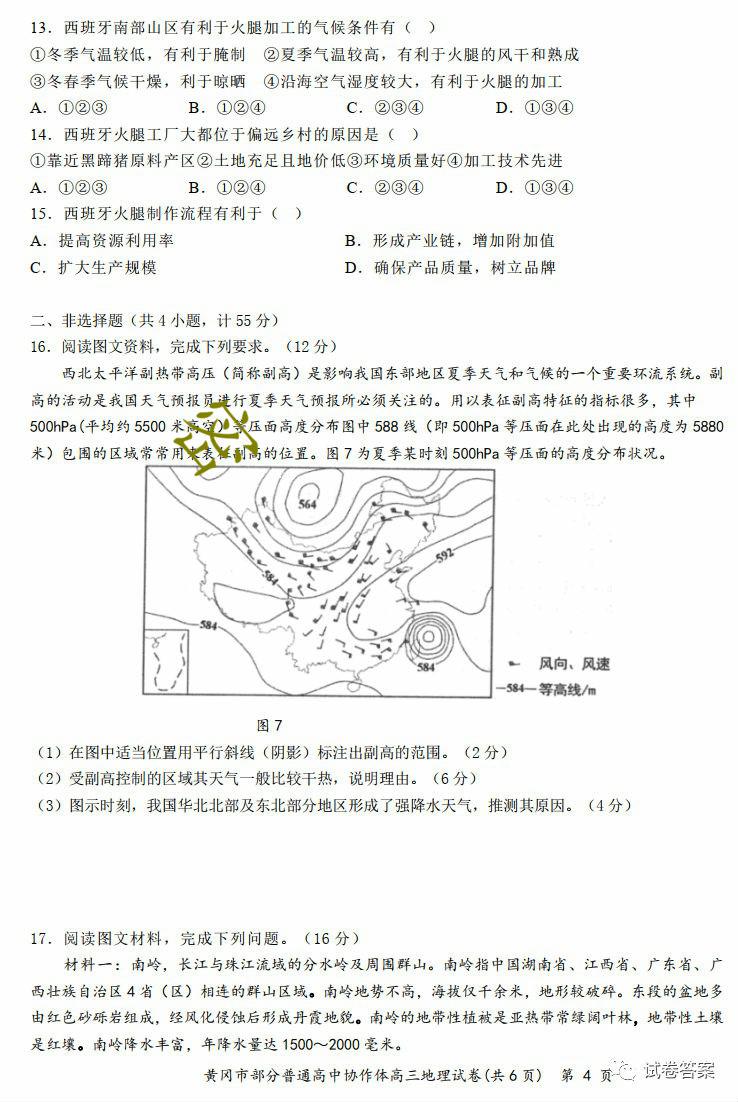 13．西班牙南部山区有利于火腿加工的气候条件有（　）
①冬季气温较低，有利于腌制　②夏季气温较高，有利于火腿的风干和熟成
③冬春季气候干燥，利于晾晒　④沿海空气湿度较大，有利于火腿的加工
A．①②③　B．①②④　C．②③④　D．①③④
14．西班牙火腿工厂大都位于偏远乡村的原因是（　）
①靠近黑蹄猪原料产区②土地充足且地价低③环境质量好④加工技术先进
A．①②③　B．①②④　C．②③④　D．①③④
15．西班牙火腿制作流程有利于（　）
A．提高资源利用率　B．形成产业链，增加附加值
C．扩大生产规模　D．确保产品质量，树立品牌
二、非选择题（共4小题，计55分）
16．阅读图文资料，完成下列要求。（12分）
西北太平洋副热带高压（简称副高）是影响我国东部地区夏季天气和气候的一个重要环流系统。副
高的活动是我国天气预报员进行夏季天气预报所必须关注的。用以表征副高特征的指标很多，其中
500hPa(平均约5500米高空)等压面高度分布图中588线（即500hPa等压面在此处出现的高度为5880
米）包围的区域常常用来表征副高的位置。图7为夏季某时刻500hPa等压面的高度分布状况。
密
564
592
584
584
584
风向、风速
—584—等高线/m
图7
（1）在图中适当位置用平行斜线（阴影）标注出副高的范围。（2分）
（2）受副高控制的区域其天气一般比较干热，说明理由。（6分）
（3）图示时刻，我国华北北部及东北部分地区形成了强降水天气，推测其原因。（4分）
17．阅读图文材料，完成下列问题。（16分）
材料一：南岭，长江与珠江流域的分水岭及周围群山。南岭指中国湖南省、江西省、广东省、广
西壮族自治区4省（区）相连的群山区域。南岭地势不高，海拔仅千余米，地形较破碎。东段的盆地多
由红色砂砾岩组成，经风化侵蚀后形成丹霞地貌。南岭的地带性植被是亚热带常绿阔叶林，地带性土壤
是红壤。南岭降水丰富，年降水量达1500～2000毫米。
黄冈市部分普通高中协作体高三地理试卷(共6页)　第 4 页
试卷答案